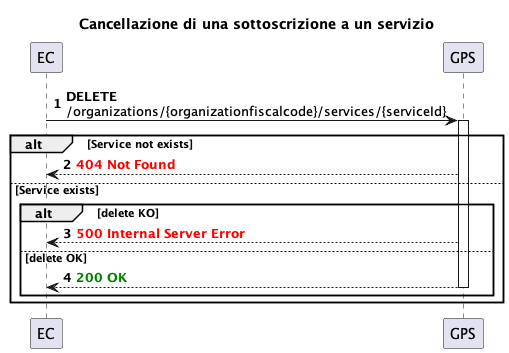 Cancellazione di una sottoscrizione a un servizio
EC GPS
1 DELETE
/organizations/{organizationfiscalcode}/services/{serviceId}
alt [Service not exists]
2 404 Not Found
[Service exists]
alt [delete KO]
3 500 Internal Server Error
[delete OK]
4 200 OK
EC GPS